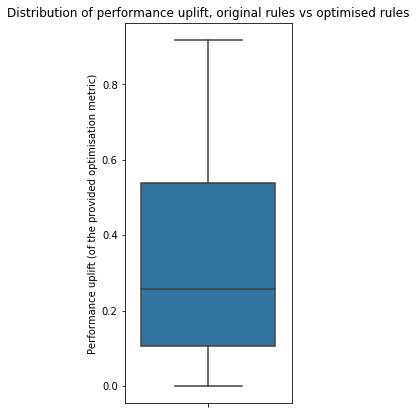 Distribution of performance uplift, original rules vs optimised rules
Performance uplift (of the provided optimisation metric)
0.8
0.6
0.4
0.2
0.0